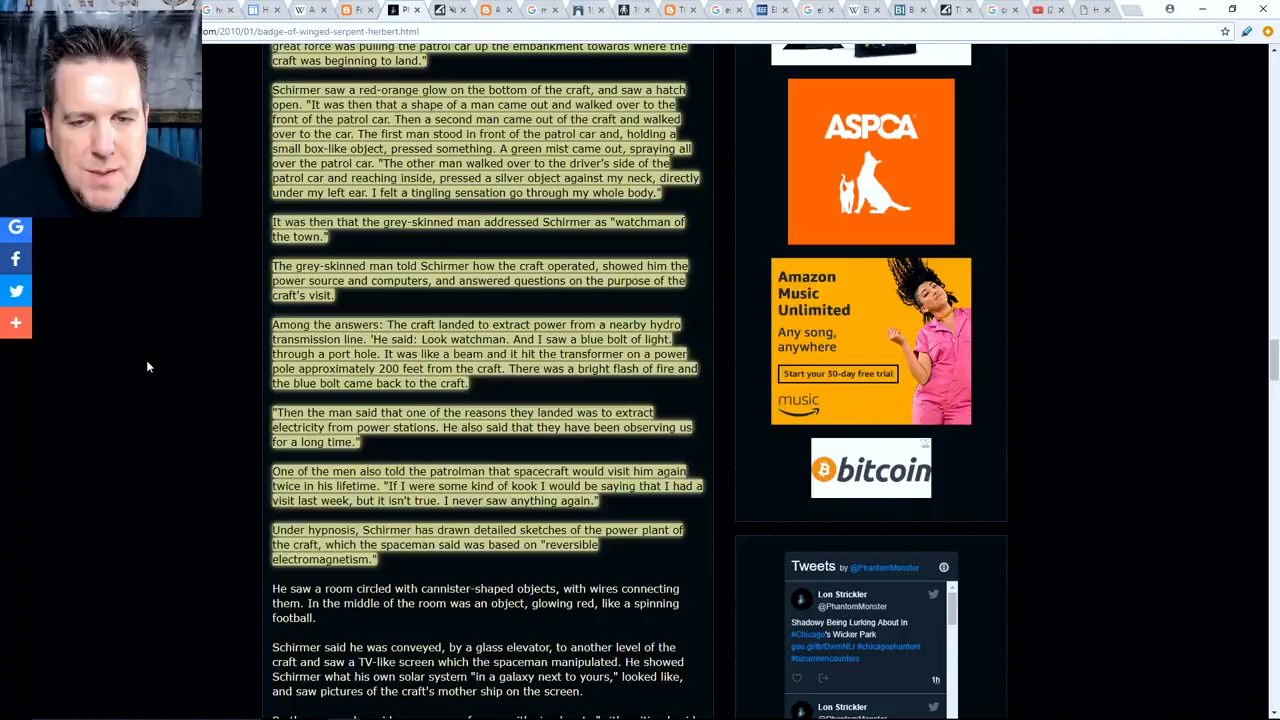 com/2010/01/badge-of-winged-serpent-herbert.html
great force was pulling the patrol car up the embankment towards where the
craft was beginning to land."
Schirmer saw a red-orange glow on the bottom of the craft, and saw a hatch
open. "It was then that a shape of a man came out and walked over to the
front of the patrol car. Then a second man came out of the craft and walked
over to the car. The first man stood in front of the patrol car and, holding a
small box-like object, pressed something. A green mist came out, spraying all
over the patrol car. "The other man walked over to the driver's side of the
patrol car and reaching inside, pressed a silver object against my neck, directly
under my left ear. I felt a tingling sensation go through my whole body."
It was then that the grey-skinned man addressed Schirmer as "watchman of
the town."
The grey-skinned man told Schirmer how the craft operated, showed him the
power source and computers, and answered questions on the purpose of the
craft's visit.
Among the answers: The craft landed to extract power from a nearby hydro
transmission line. 'He said: Look watchman. And I saw a blue bolt of light.
through a port hole. It was like a beam and it hit the transformer on a power
pole approximately 200 feet from the craft. There was a bright flash of fire and
the blue bolt came back to the craft.
"Then the man said that one of the reasons they landed was to extract
electricity from power stations. He also said that they have been observing us
for a long time."
One of the men also told the patrolman that spacecraft would visit him again
twice in his lifetime. "If I were some kind of kook I would be saying that I had a
visit last week, but it isn't true. I never saw anything again."
Under hypnosis, Schirmer has drawn detailed sketches of the power plant of
the craft, which the spaceman said was based on "reversible
electromagnetism."
He saw a room circled with cannister-shaped objects, with wires connecting
them. In the middle of the room was an object, glowing red, like a spinning
football.
Schirmer said he was conveyed, by a glass elevator, to another level of the
craft and saw a TV-like screen with the spaceman operated. He showed
Schirmer what his own solar system "in a galaxy next to yours," looked like,
and saw pictures of the craft's mother ship on the screen.
ASPCA
Amazon
Music
Unlimited
Any song,
anywhere
Start your 30-day free trial
music
bitcoin
Tweets by @PhantomMonster
Lon Strickler
@PhantomMonster
Shadowy Being Lurking About In
#Chicago's Wicker Park
goo.gl/fb/DwmNLr #chicagophantom
#bizarreencounters
1h
Lon Strickler
@PhantomMonster